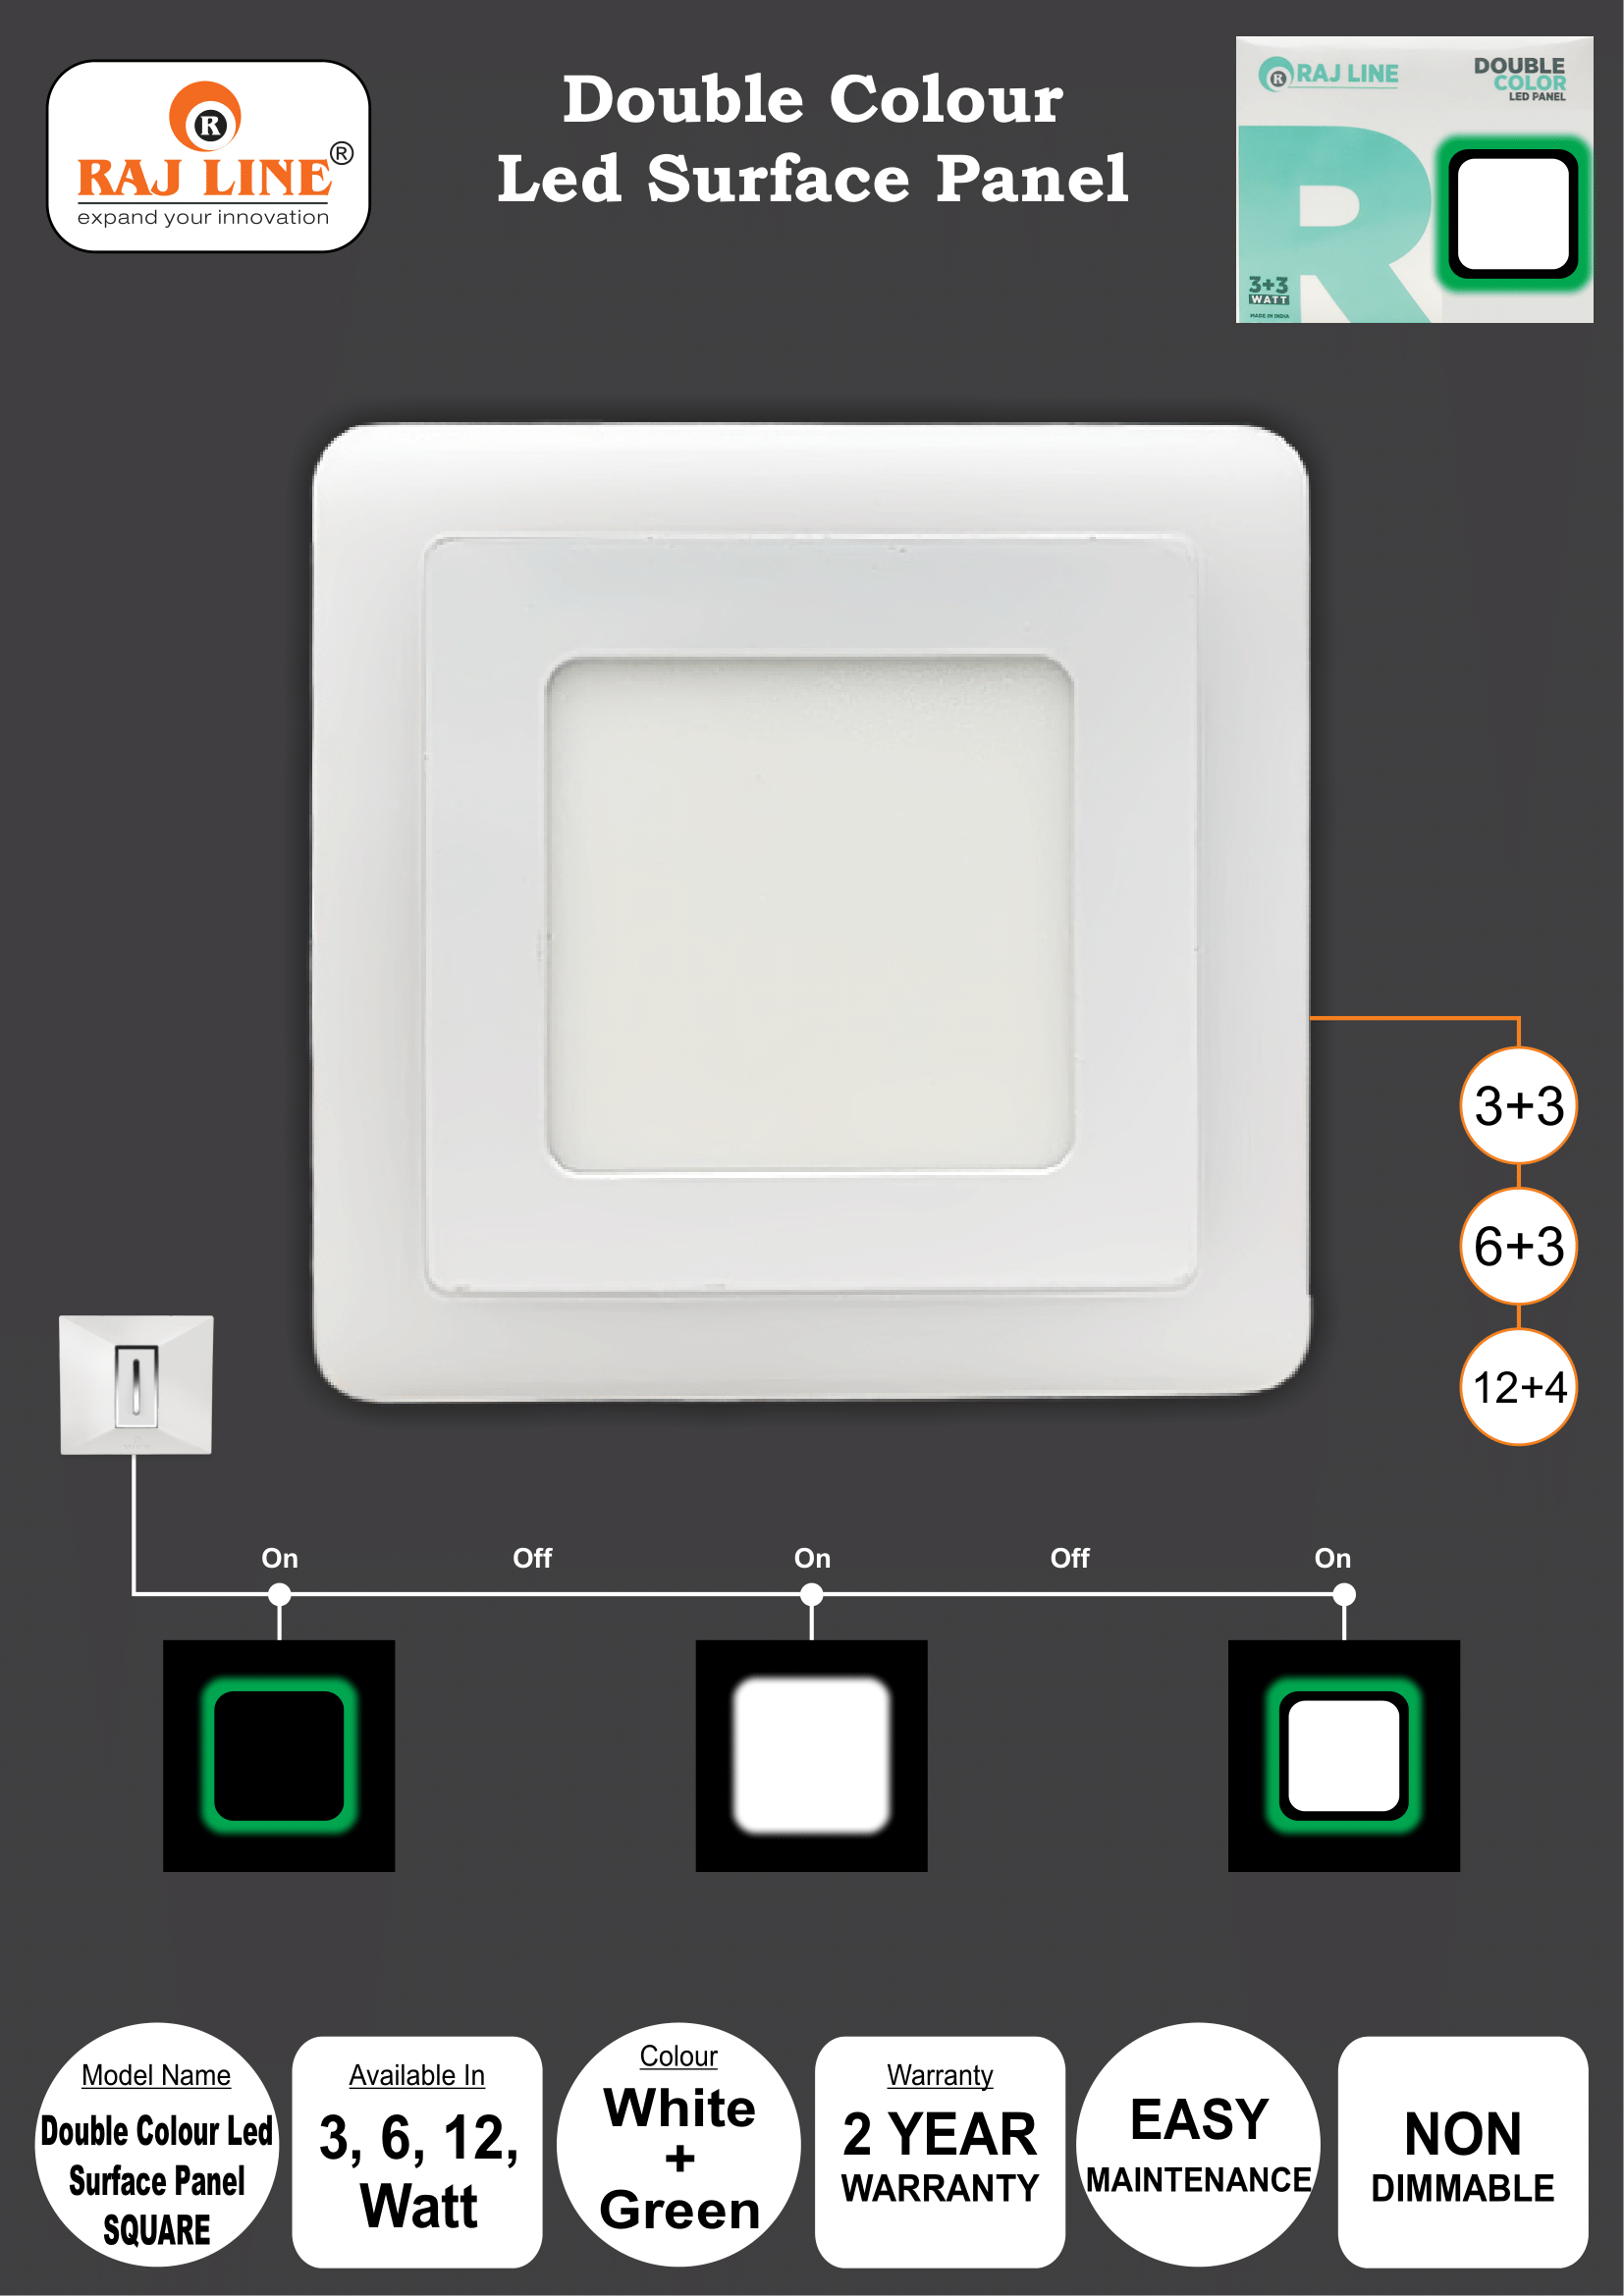 R
RAJ LINE®
expand your innovation
Double Colour
Led Surface Panel
R RAJ LINE
DOUBLE
COLOR
LED PANEL
R
3+3
WATT
MADE IN INDIA
3+3
6+3
12+4
On Off On Off On
Model Name
Double Colour Led
Surface Panel
SQUARE
Available In
3, 6, 12,
Watt
Colour
White
+
Green
Warranty
2 YEAR
WARRANTY
EASY
MAINTENANCE
NON
DIMMABLE